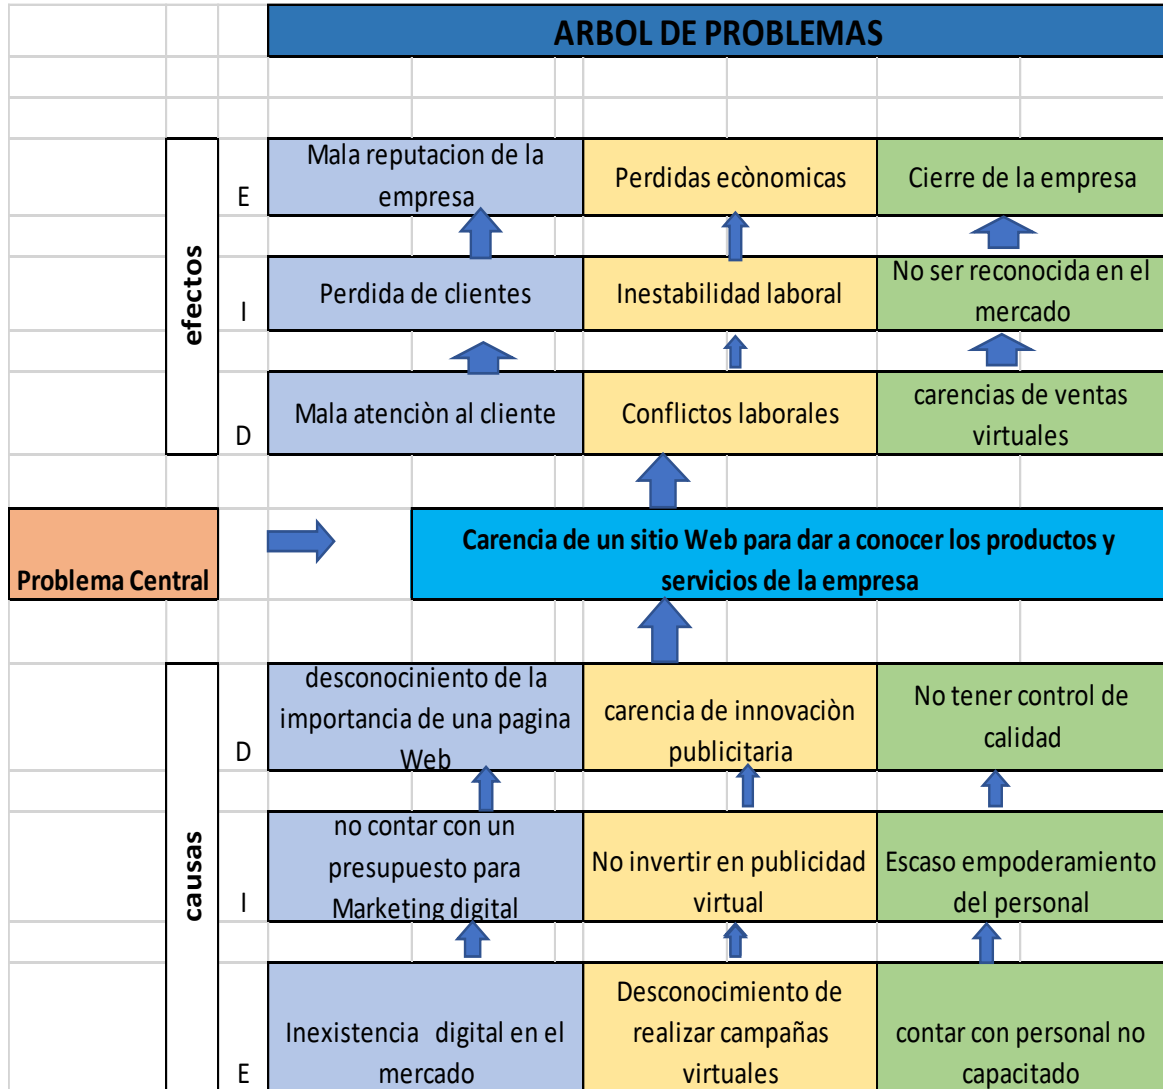 ARBOL DE PROBLEMAS
efectos
E
Mala reputacion de la
empresa
Perdidas ecònomicas
Cierre de la empresa
I
Perdida de clientes
Inestabilidad laboral
No ser reconocida en el
mercado
D
Mala atenciòn al cliente
Conflictos laborales
carencias de ventas
virtuales
Problema Central
Carencia de un sitio Web para dar a conocer los productos y
servicios de la empresa
causas
D
desconociniento de la
importancia de una pagina
Web
carencia de innovaciòn
publicitaria
No tener control de
calidad
I
no contar con un
presupuesto para
Marketing digital
No invertir en publicidad
virtual
Escaso empoderamiento
del personal
E
Inexistencia digital en el
mercado
Desconocimiento de
realizar campañas
virtuales
contar con personal no
capacitado